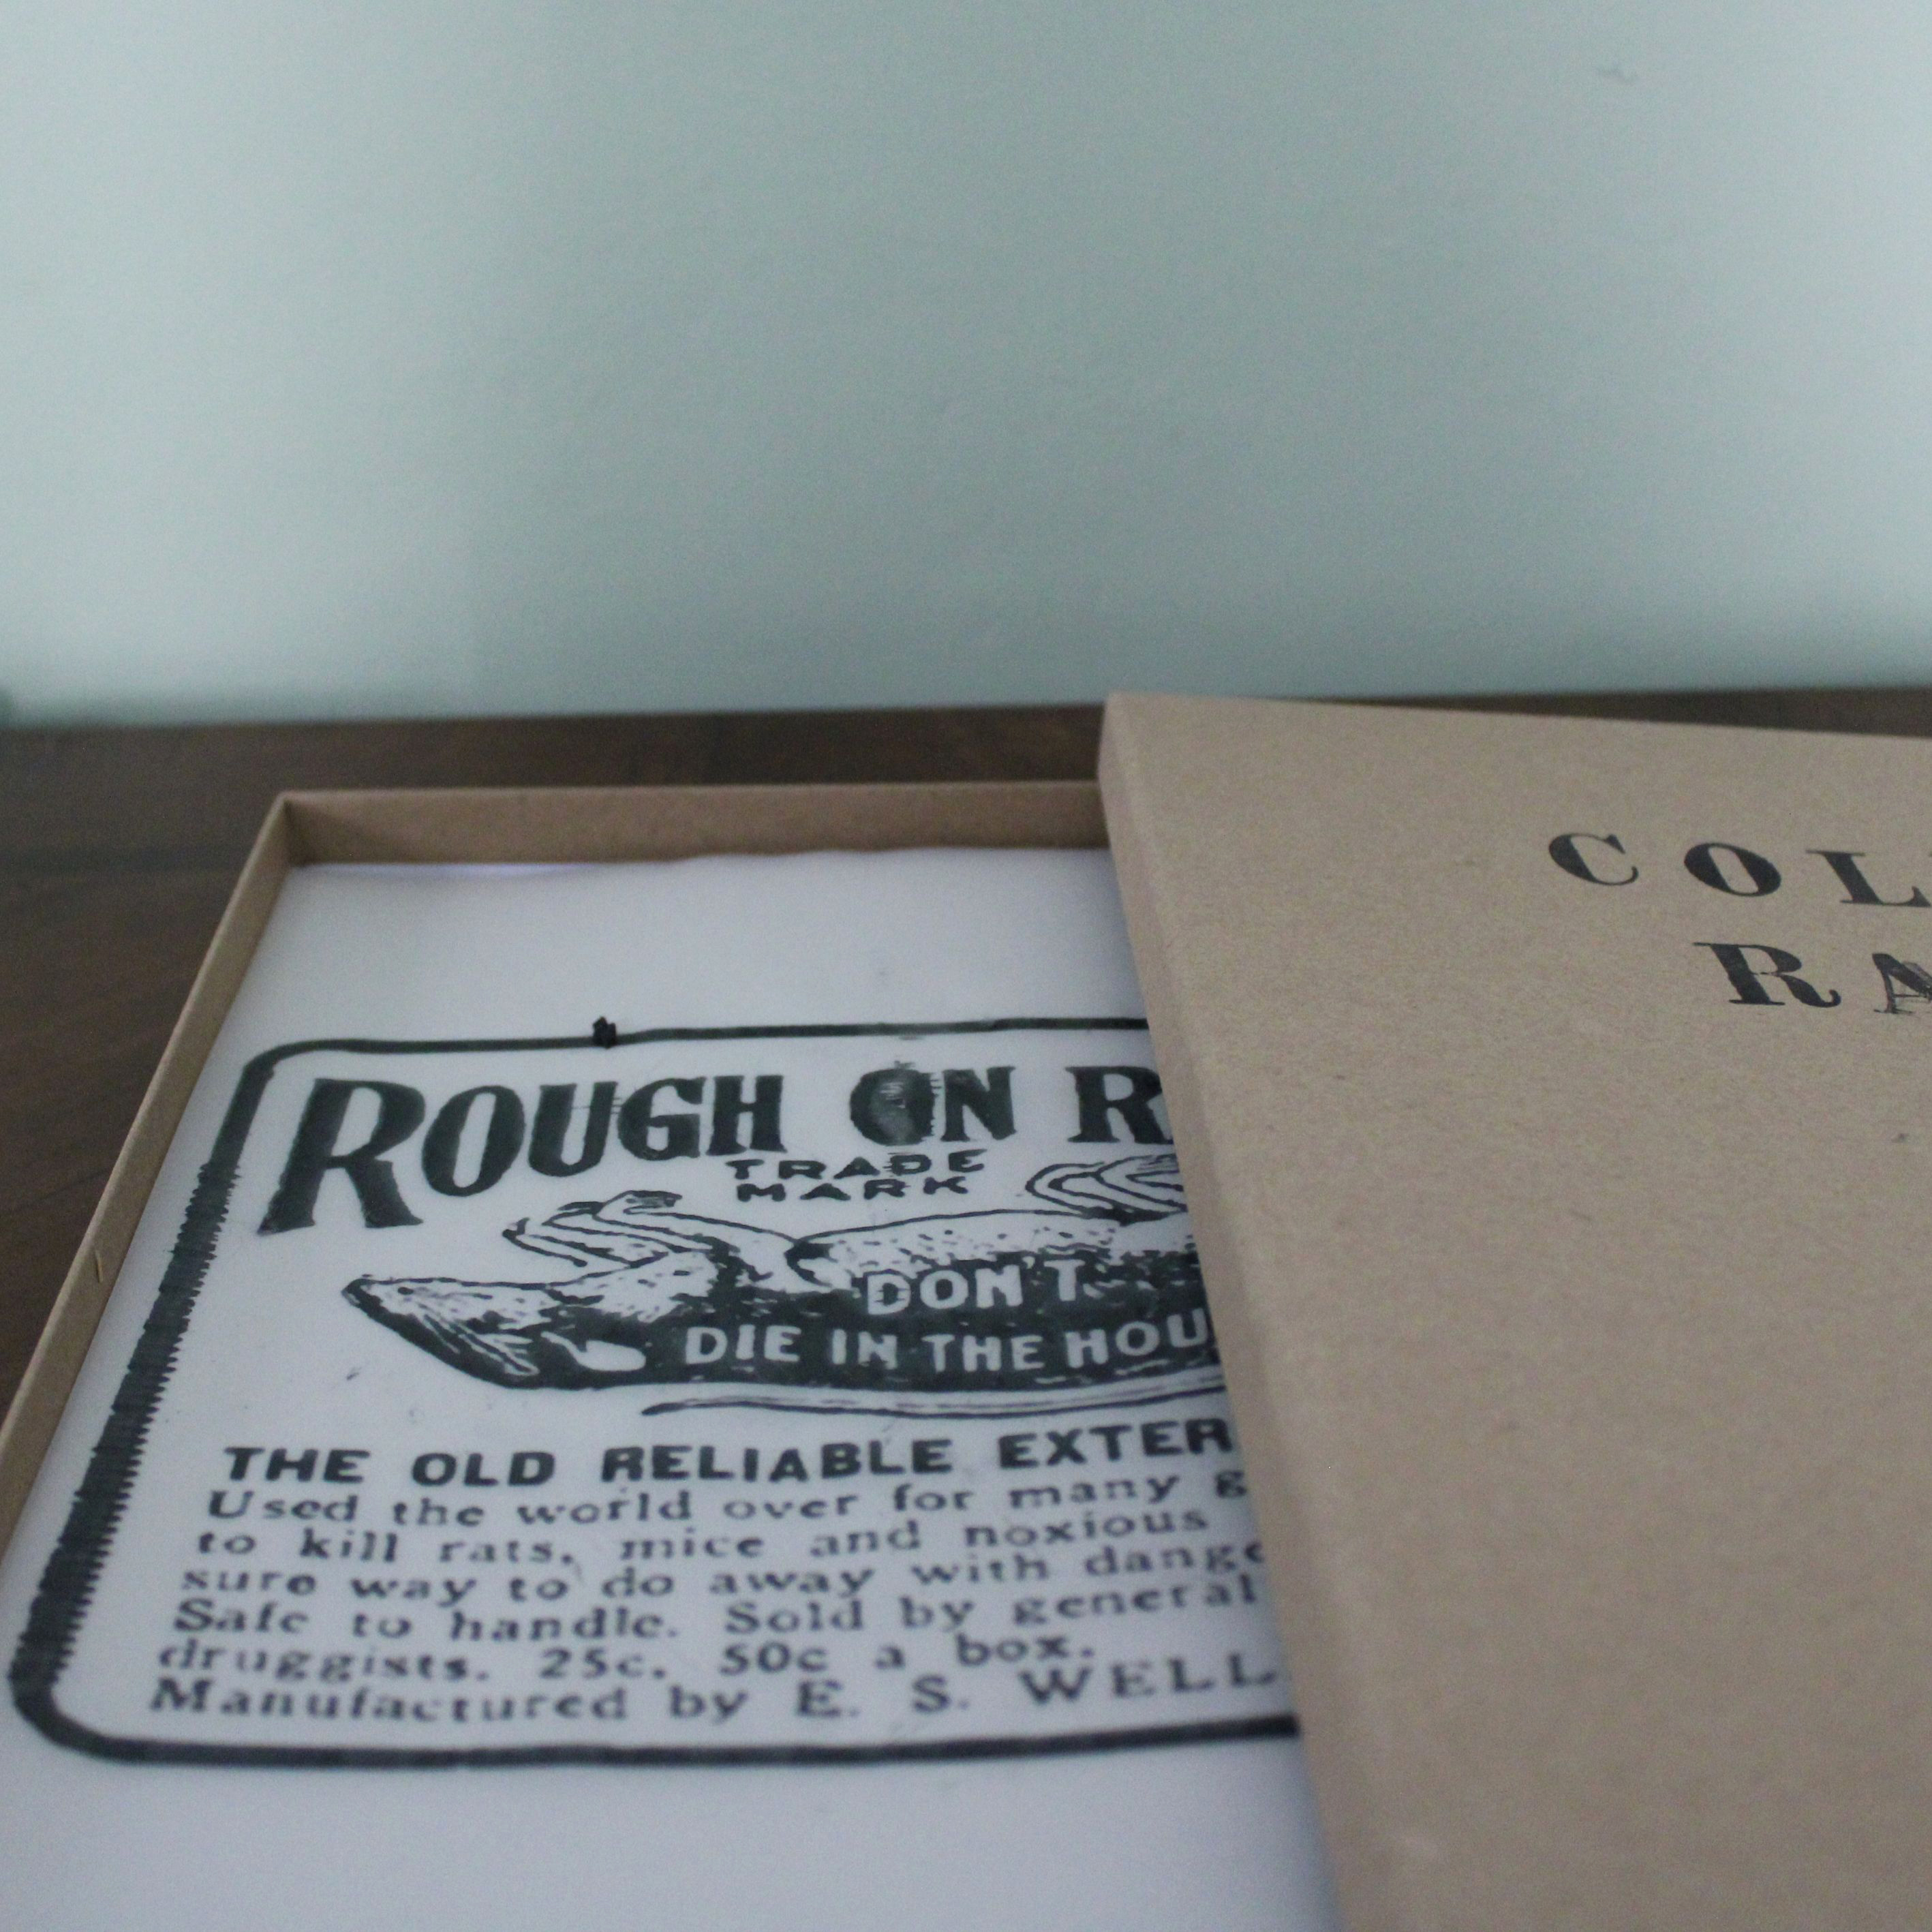 ROUGH ON R
TRADE
MARK
DON'T
DIE IN THE HOU
THE OLD RELIABLE EXTER
Used the world over for many g
to kill rats, mice and noxious
sure way to do away with dange
Safe to handle. Sold by general
druggists. 25c. 50c a box.
Manufactured by E. S. WELL
COL
RA